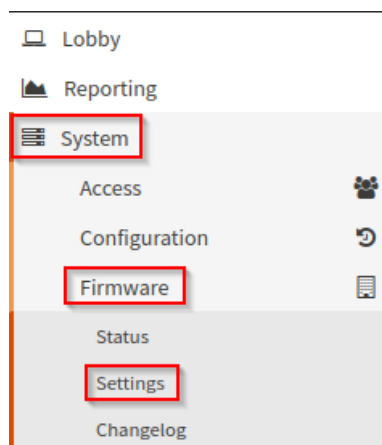 Lobby
Reporting
System
Access
Configuration
Firmware
Status
Settings
Changelog